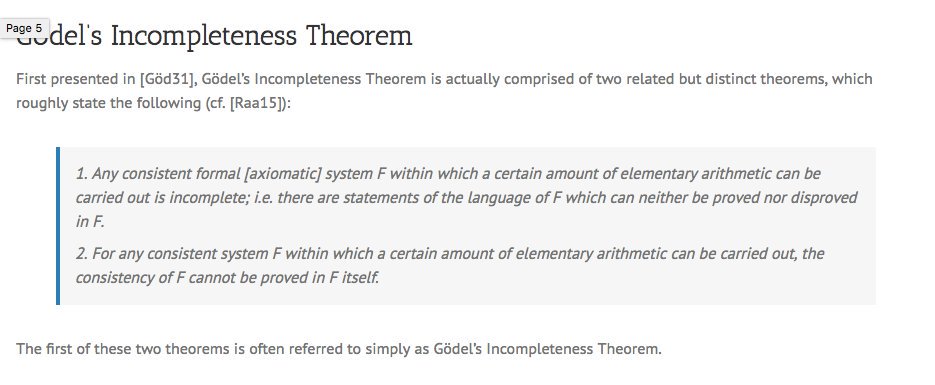 Page 5
Gödel's Incompleteness Theorem
First presented in [Göd31], Gödel's Incompleteness Theorem is actually comprised of two related but distinct theorems, which
roughly state the following (cf. [Raa15]):
1. Any consistent formal [axiomatic] system F within which a certain amount of elementary arithmetic can be
carried out is incomplete; i.e. there are statements of the language of F which can neither be proved nor disproved
in F.
2. For any consistent system F within which a certain amount of elementary arithmetic can be carried out, the
consistency of F cannot be proved in F itself.
The first of these two theorems is often referred to simply as Gödel's Incompleteness Theorem.